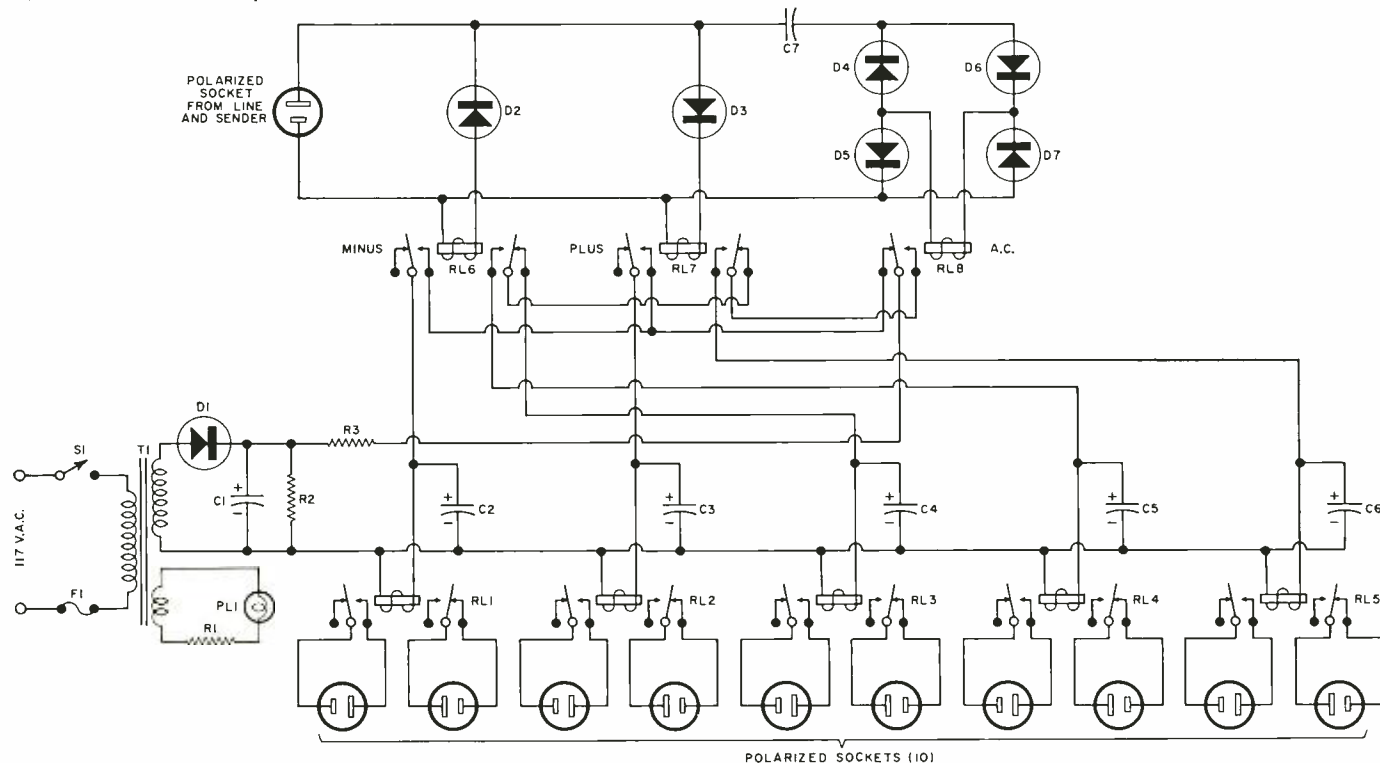 C7
D4
D6
POLARIZED
SOCKET
FROM LINE
AND SENDER
D2
D3
D5
D7
MINUS
RL6
PLUS
RL7
RL8
A.C.
D1
S1
T1
R3
C1
+
-
R2
+
-
C2
+
-
C3
+
-
C4
+
-
C5
+
-
C6
117 V.A.C.
F1
PL1
R1
RL1
RL2
RL3
RL4
RL5
POLARIZED SOCKETS (10)